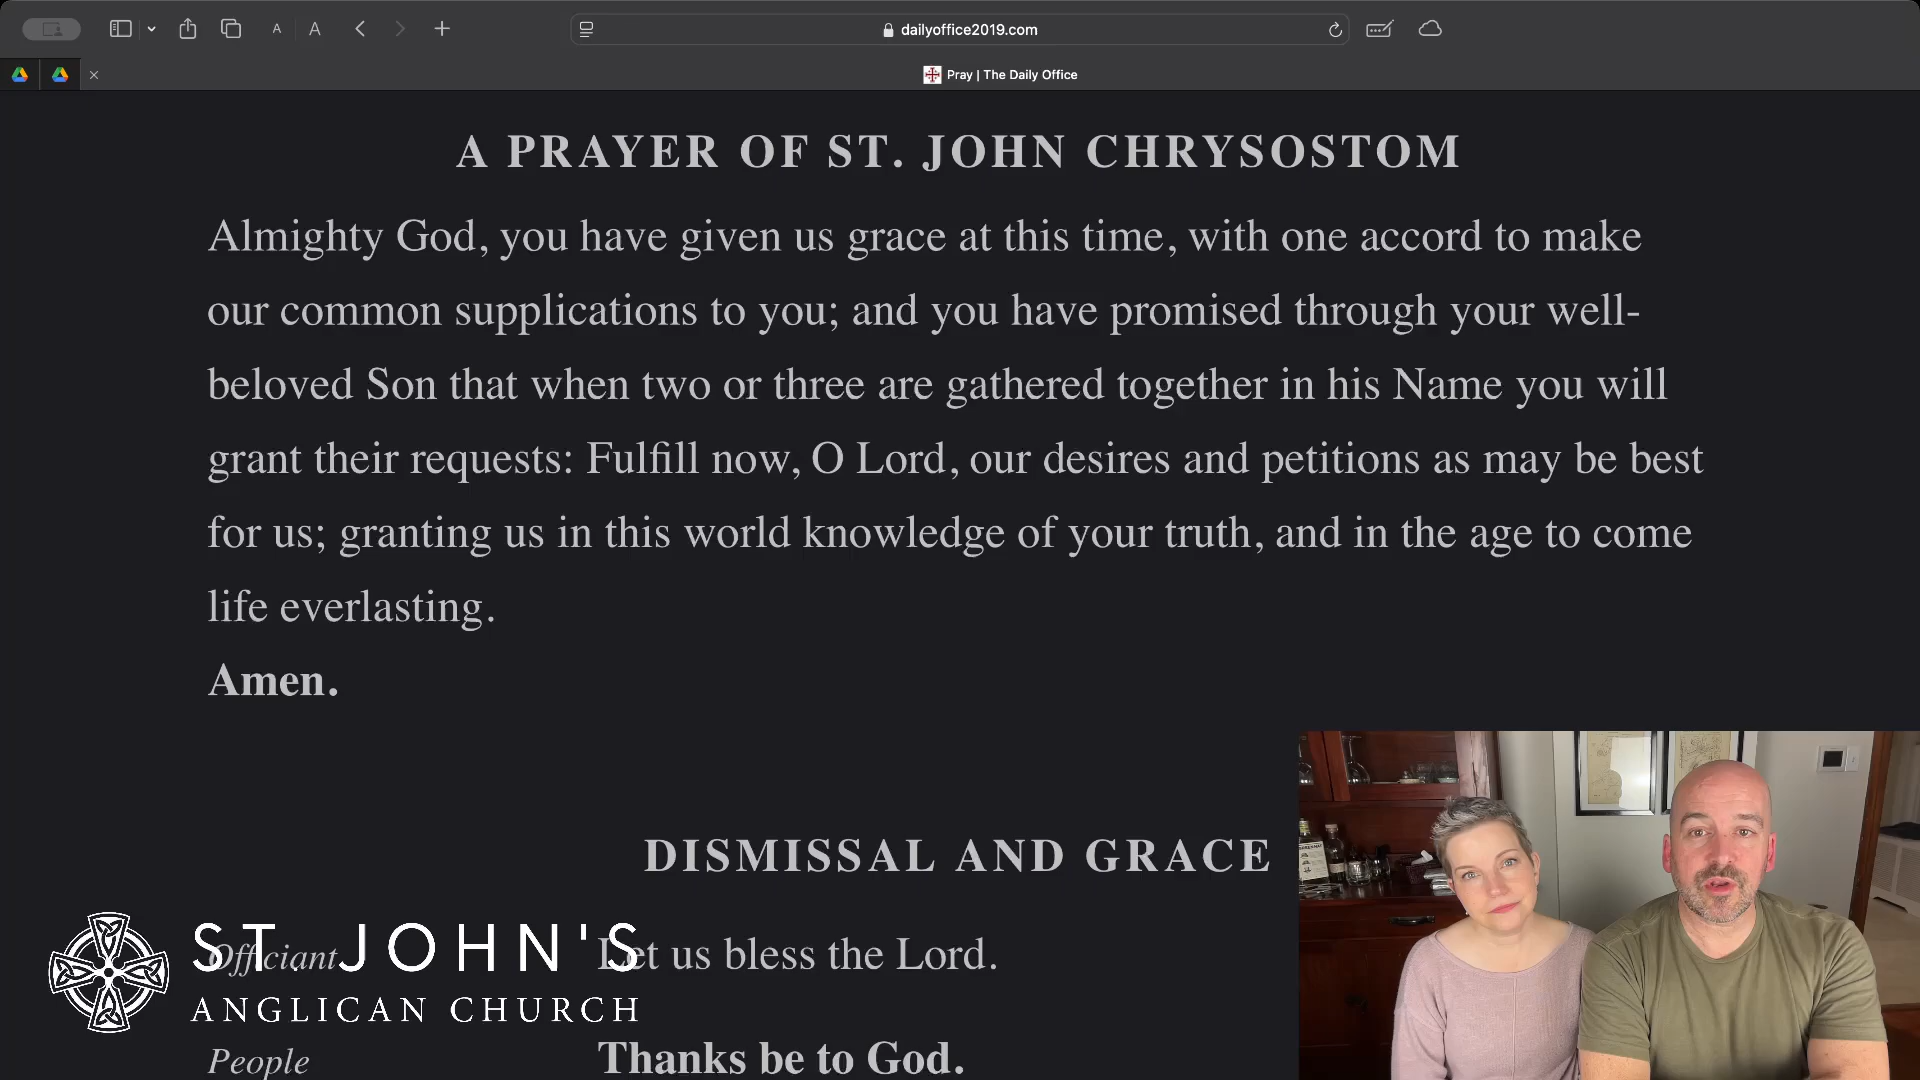 A A
dailyoffice2019.com
Pray | The Daily Office
A PRAYER OF ST. JOHN CHRYSOSTOM
Almighty God, you have given us grace at this time, with one accord to make
our common supplications to you; and you have promised through your well-
beloved Son that when two or three are gathered together in his Name you will
grant their requests: Fulfill now, O Lord, our desires and petitions as may be best
for us; granting us in this world knowledge of your truth, and in the age to come
life everlasting.
Amen.
DISMISSAL AND GRACE
Officiant Let us bless the Lord.
ST JOHN'S
ANGLICAN CHURCH
People Thanks be to God.